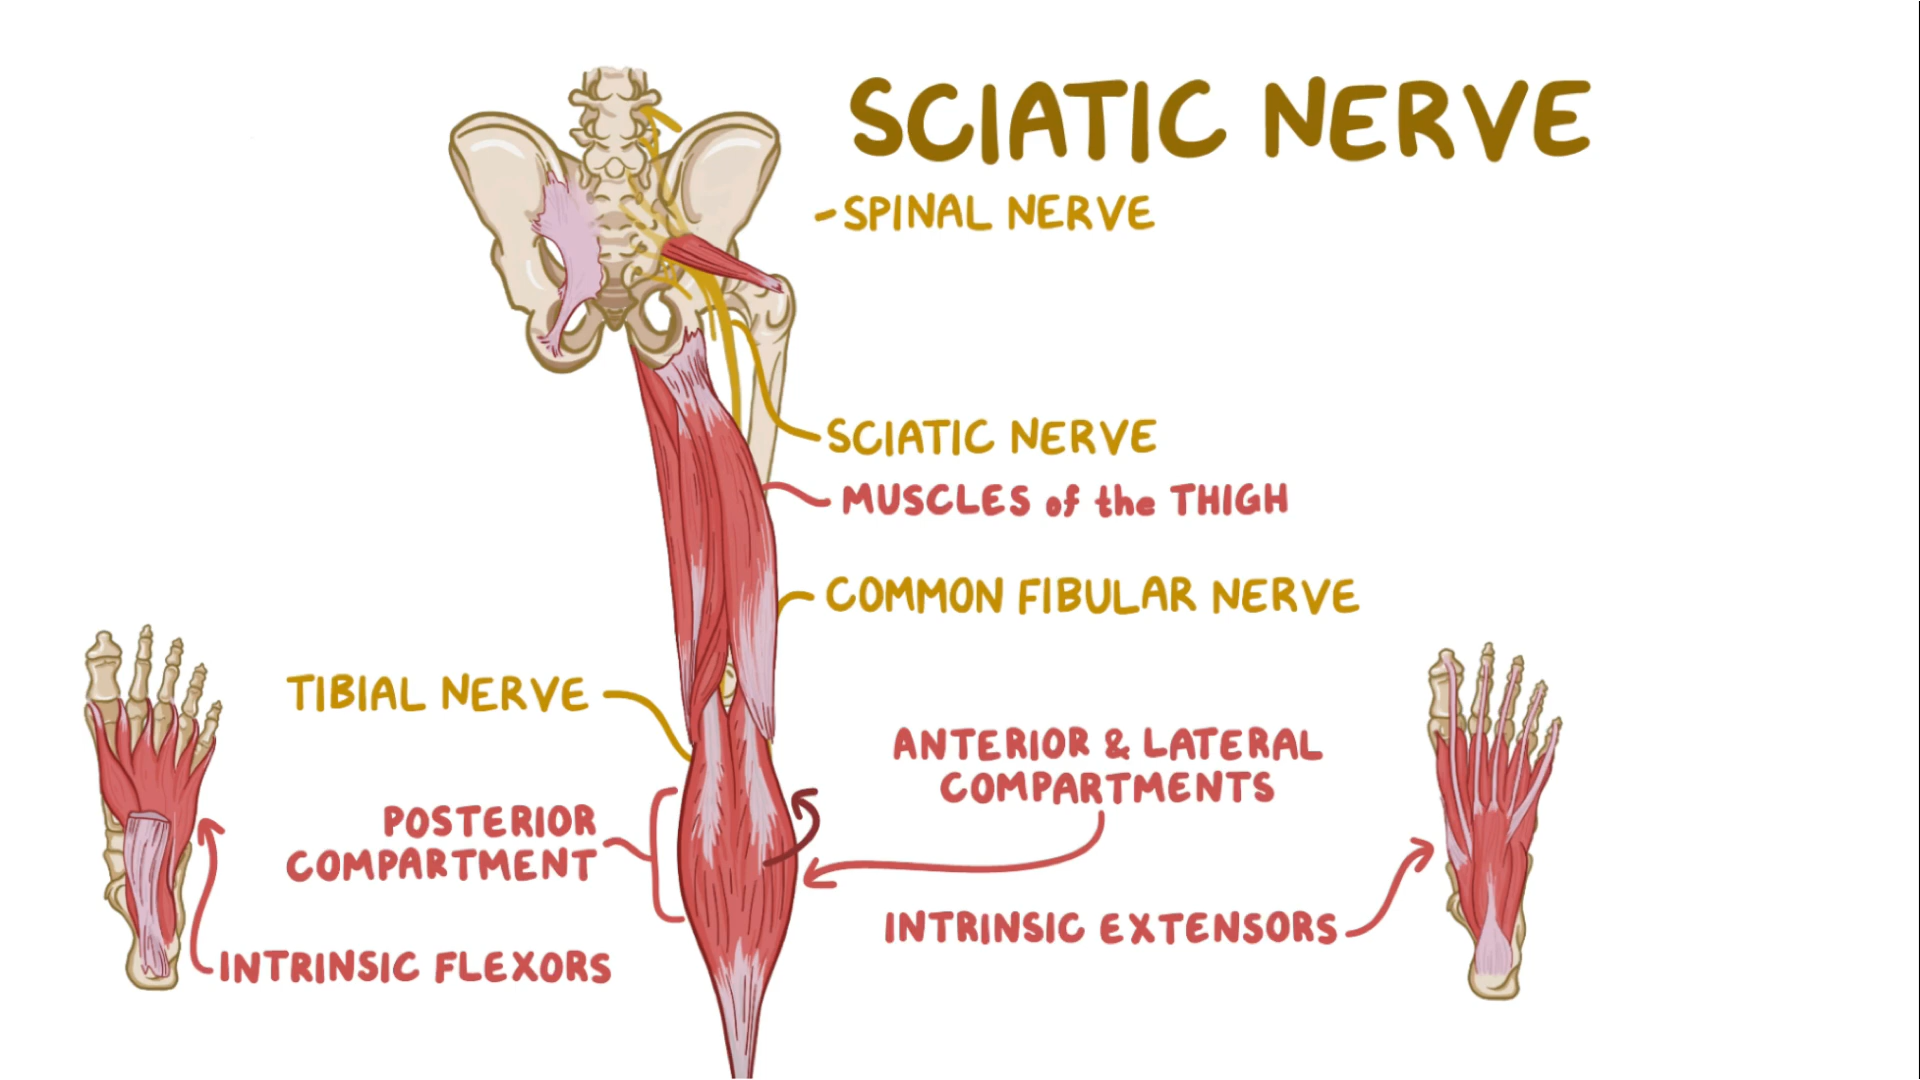 SCIATIC NERVE
-SPINAL NERVE
SCIATIC NERVE
MUSCLES of the THIGH
COMMON FIBULAR NERVE
TIBIAL NERVE
ANTERIOR & LATERAL
COMPARTMENTS
POSTERIOR
COMPARTMENT
INTRINSIC EXTENSORS
INTRINSIC FLEXORS